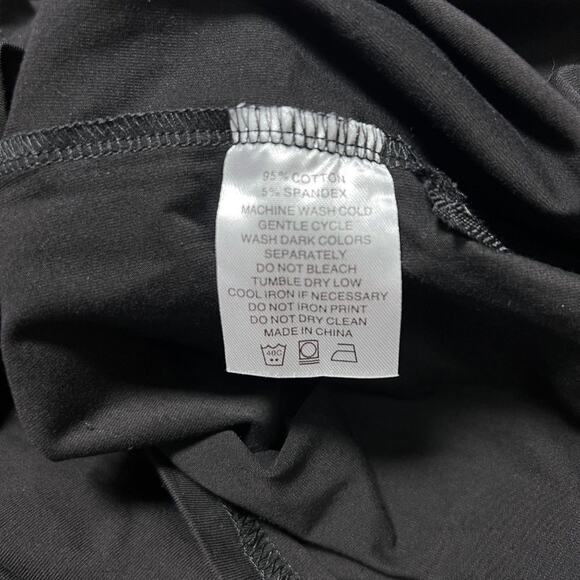 95% COTTON
5% SPANDEX
MACHINE WASH COLD
GENTLE CYCLE
WASH DARK COLORS
SEPARATELY
DO NOT BLEACH
TUMBLE DRY LOW
COOL IRON IF NECESSARY
DO NOT IRON PRINT
DO NOT DRY CLEAN
MADE IN CHINA
40C